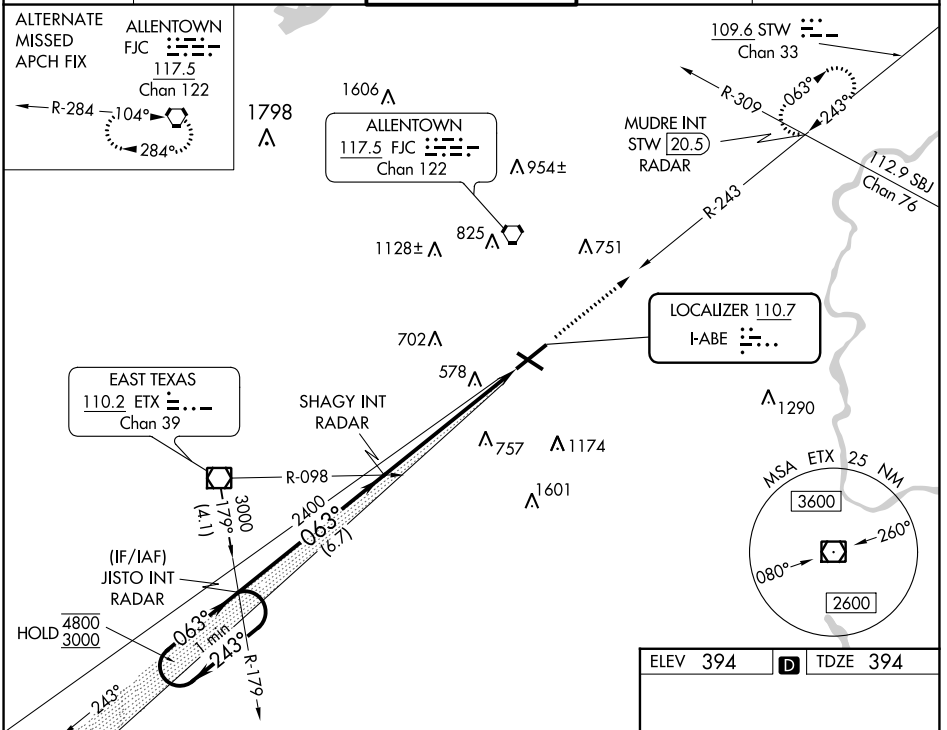 ALTERNATE
MISSED
APCH FIX
ALLENTOWN
FJC
117.5
Chan 122
R-284
104°
284°
1798
1606
ALLENTOWN
117.5 FJC
Chan 122
954±
825
1128±
751
109.6 STW
Chan 33
R-309
063°
243°
MUDRE INT
STW 20.5
RADAR
112.9 SBJ
Chan 76
R-243
LOCALIZER 110.7
I-ABE
702
578
EAST TEXAS
110.2 ETX
Chan 39
SHAGY INT
RADAR
R-098
757
1174
1290
1601
3000
179°
(4.1)
2400
063°
(6.7)
(IF/IAF)
JISTO INT
RADAR
HOLD 4800
3000
063°
1 min
243°
R-179
243°
MSA ETX 25 NM
3600
260°
080°
2600
ELEV 394 D TDZE 394